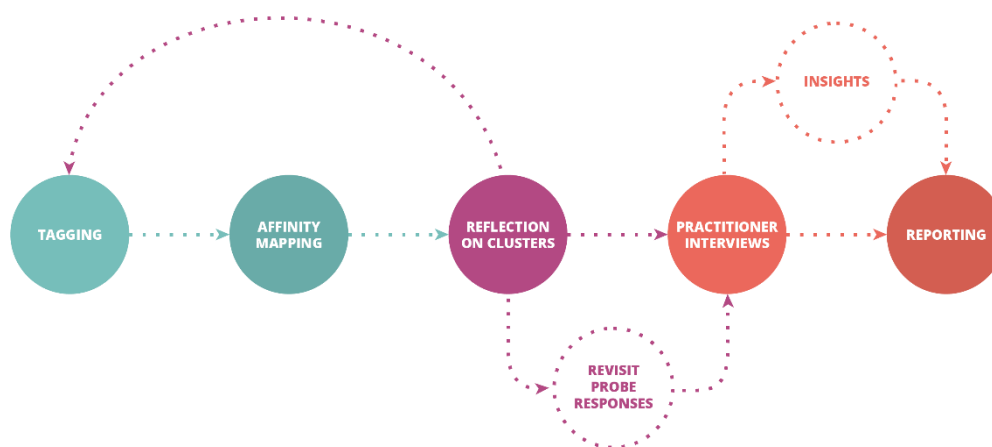 INSIGHTS
TAGGING
AFFINITY
MAPPING
REFLECTION
ON CLUSTERS
PRACTITIONER
INTERVIEWS
REPORTING
REVISIT
PROBE
RESPONSES